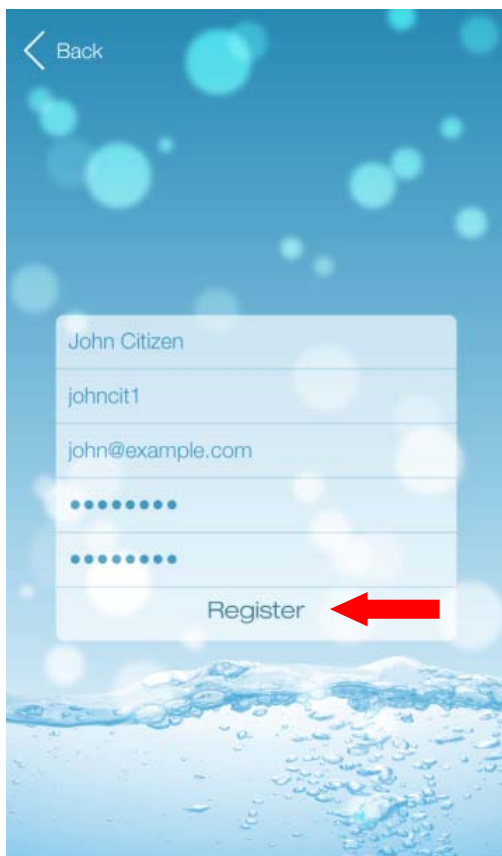 Back
John Citizen
johncit1
john@example.com
••••••••
••••••••
Register